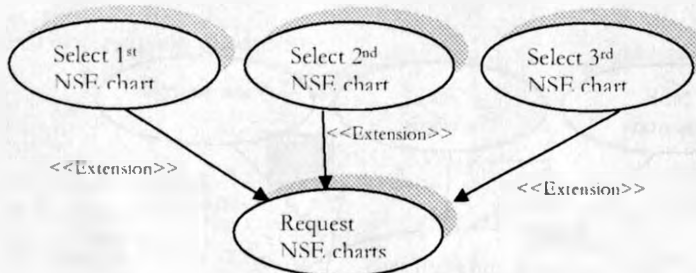 Select 1st
NSE chart
Select 2nd
NSE chart
Select 3rd
NSE chart
<<Extension>>
<<Extension>>
<<Extension>>
Request
NSE charts